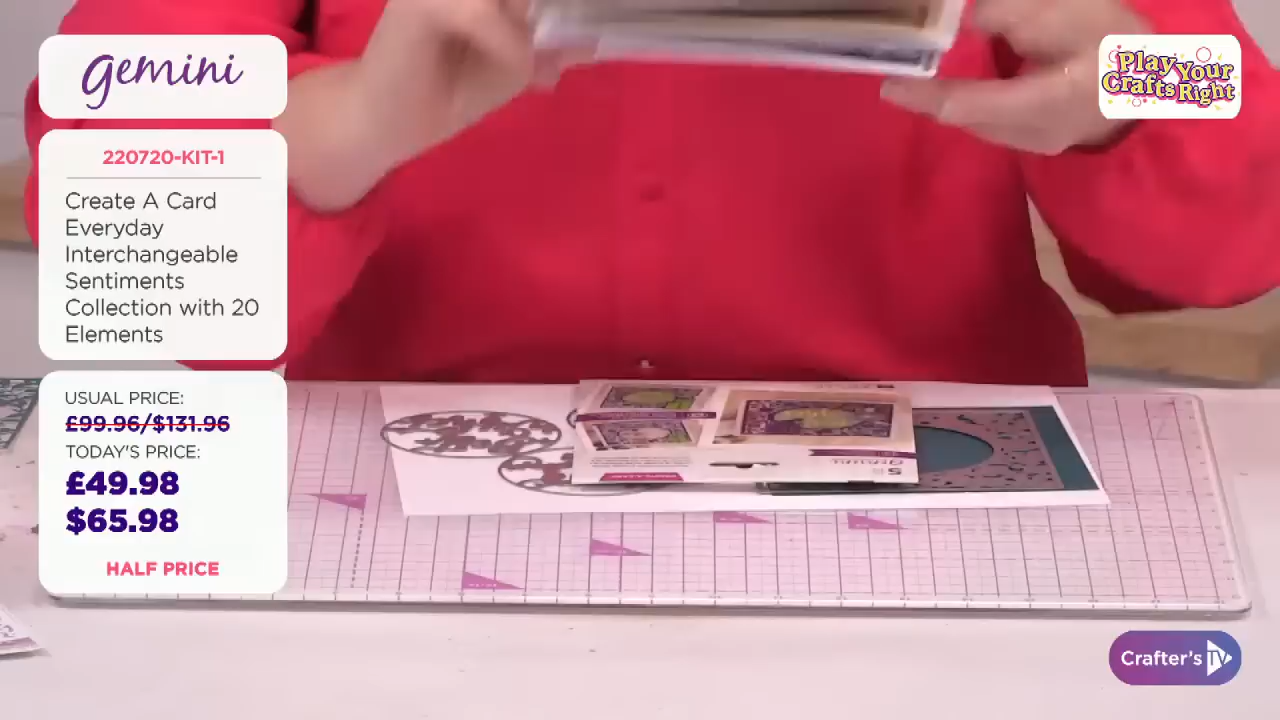 gemini
220720-KIT-1
Create A Card
Everyday
Interchangeable
Sentiments
Collection with 20
Elements
USUAL PRICE:
£99.96/$131.96
TODAY'S PRICE:
£49.98
$65.98
HALF PRICE
Play Your
Crafts Right
Crafter's TV